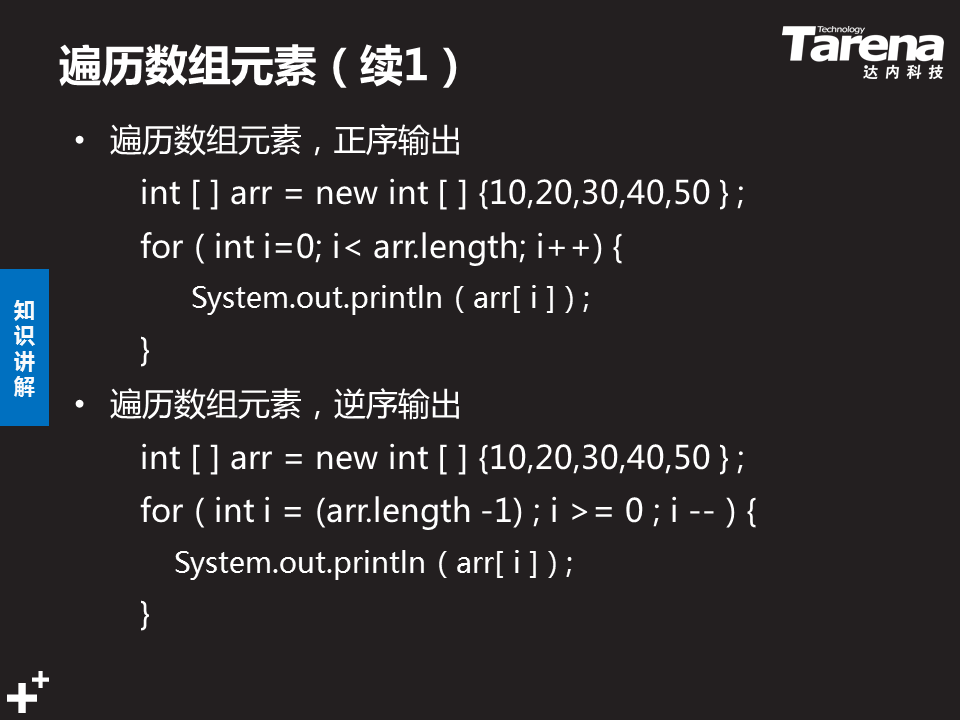 遍历数组元素（续1）
Technology
Tarena
达内科技
• 遍历数组元素，正序输出
int [ ] arr = new int [ ] {10,20,30,40,50 } ;
for ( int i=0; i< arr.length; i++) {
System.out.println ( arr[ i ] ) ;
}
知识讲解
• 遍历数组元素，逆序输出
int [ ] arr = new int [ ] {10,20,30,40,50 } ;
for ( int i = (arr.length -1) ; i >= 0 ; i -- ) {
System.out.println ( arr[ i ] ) ;
}